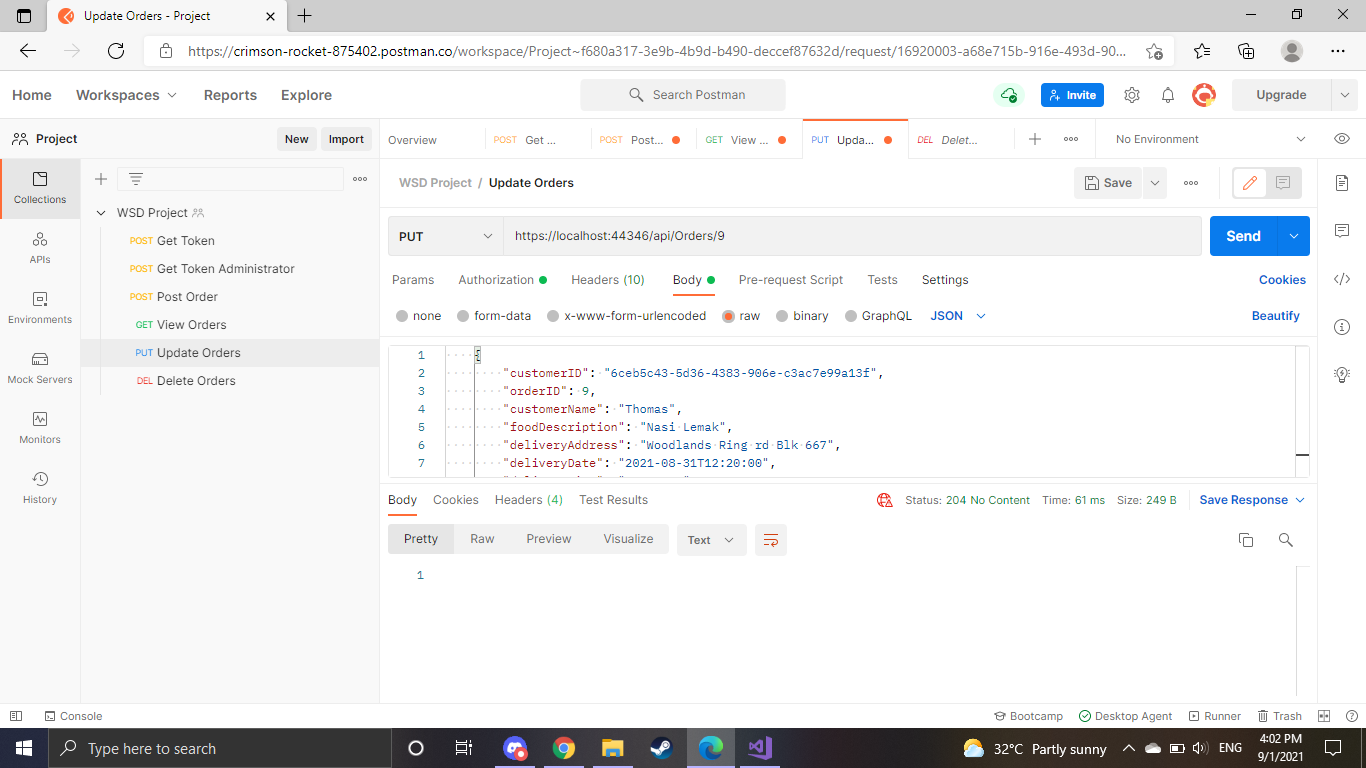 Update Orders - Project
https://crimson-rocket-875402.postman.co/workspace/Project~f680a317-3e9b-4b9d-b490-deccef87632d/request/16920003-a68e715b-916e-493d-90...
Home Workspaces Reports Explore Search Postman Invite Upgrade
Project New Import
Overview POST Get ... POST Post... GET View ... PUT Upda... DEL Delet... No Environment
WSD Project / Update Orders Save
Collections
APIs
Environments
Mock Servers
Monitors
History
WSD Project
POST Get Token
POST Get Token Administrator
POST Post Order
GET View Orders
PUT Update Orders
DEL Delete Orders
PUT https://localhost:44346/api/Orders/9 Send
Params Authorization Headers (10) Body Pre-request Script Tests Settings Cookies
none form-data x-www-form-urlencoded raw binary GraphQL JSON Beautify
1 {
2 "customerID": "6ceb5c43-5d36-4383-906e-c3ac7e99a13f",
3 "orderID": 9,
4 "customerName": "Thomas",
5 "foodDescription": "Nasi Lemak",
6 "deliveryAddress": "Woodlands Ring rd Blk 667",
7 "deliveryDate": "2021-08-31T12:20:00",
Body Cookies Headers (4) Test Results Status: 204 No Content Time: 61 ms Size: 249 B Save Response
Pretty Raw Preview Visualize Text
1
Console Bootcamp Desktop Agent Runner Trash
Type here to search 32°C Partly sunny ENG 4:02 PM
9/1/2021